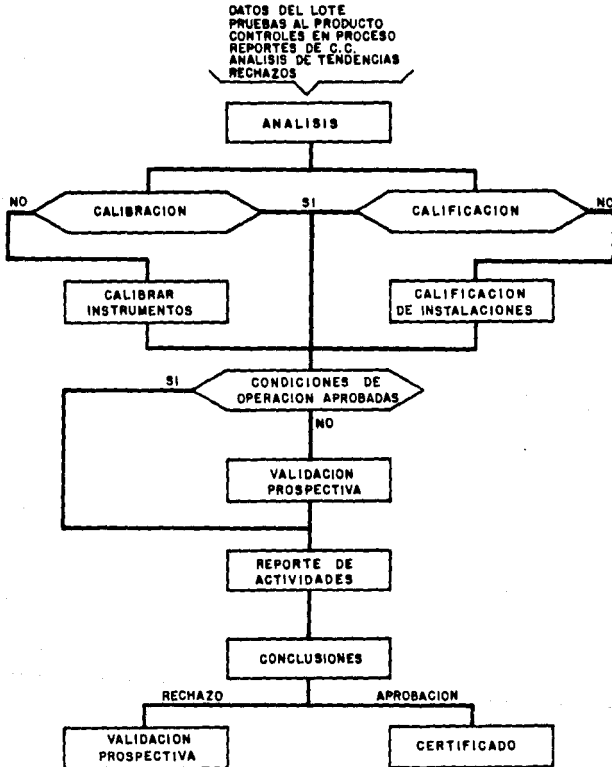 DATOS DEL LOTE
PRUEBAS AL PRODUCTO
CONTROLES EN PROCESO
REPORTES DE C.C.
ANALISIS DE TENDENCIAS
RECHAZOS
ANALISIS
NO
CALIBRACION
SI
CALIFICACION
NO
CALIBRAR
INSTRUMENTOS
CALIFICACION
DE INSTALACIONES
SI
CONDICIONES DE
OPERACION APROBADAS
NO
VALIDACION
PROSPECTIVA
REPORTE DE
ACTIVIDADES
CONCLUSIONES
RECHAZO
APROBACION
VALIDACION
PROSPECTIVA
CERTIFICADO